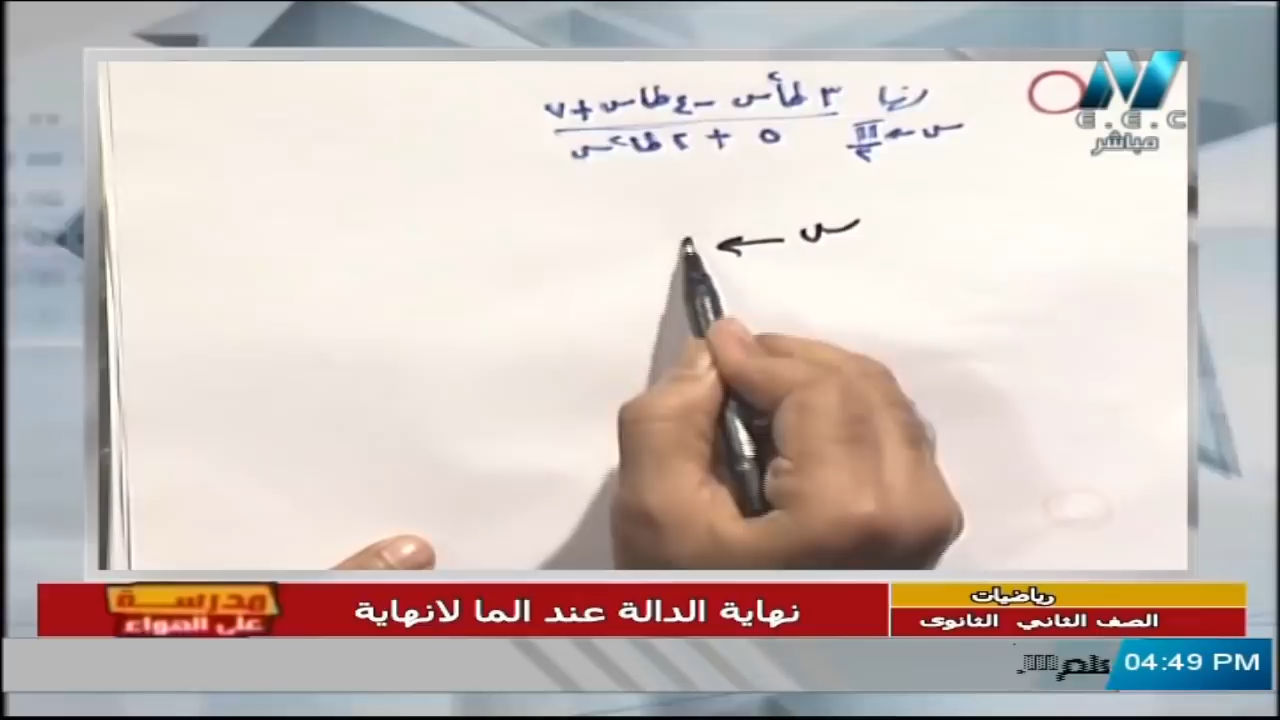 نهـا ٣ طا٢س - ٤ طاس + ٧
س ← π/٢ ٥ + ٢ طا٢س
س ←
E.E.C
مباشر
رياضيات
الصف الثاني الثانوى
نهاية الدالة عند الما لانهاية
مدرسة
على الهواء
04:49 PM